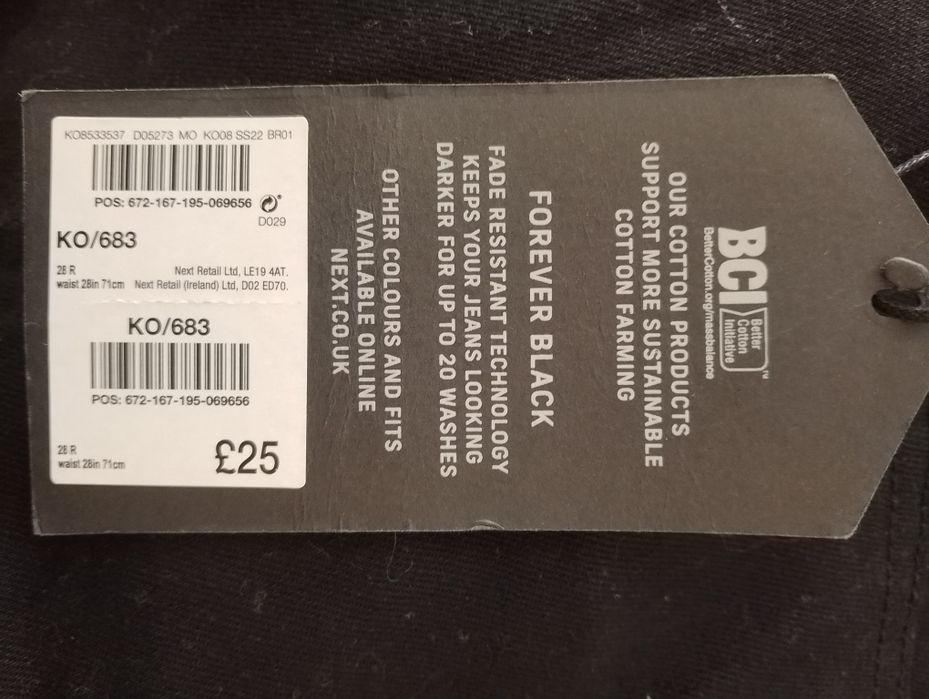 BCI
Better
Cotton
Initiative
TM
BetterCotton.org/massbalance
OUR COTTON PRODUCTS
SUPPORT MORE SUSTAINABLE
COTTON FARMING
FOREVER BLACK
FADE RESISTANT TECHNOLOGY
KEEPS YOUR JEANS LOOKING
DARKER FOR UP TO 20 WASHES
OTHER COLOURS AND FITS
AVAILABLE ONLINE
NEXT.CO.UK
KO8533537 D05273 MO KO08 SS22 BR01
POS: 672-167-195-069656
D029
KO/683
28 R Next Retail Ltd, LE19 4AT.
waist 28in 71cm Next Retail (Ireland) Ltd, D02 ED70.
KO/683
POS: 672-167-195-069656
28 R
waist 28in 71cm
£25